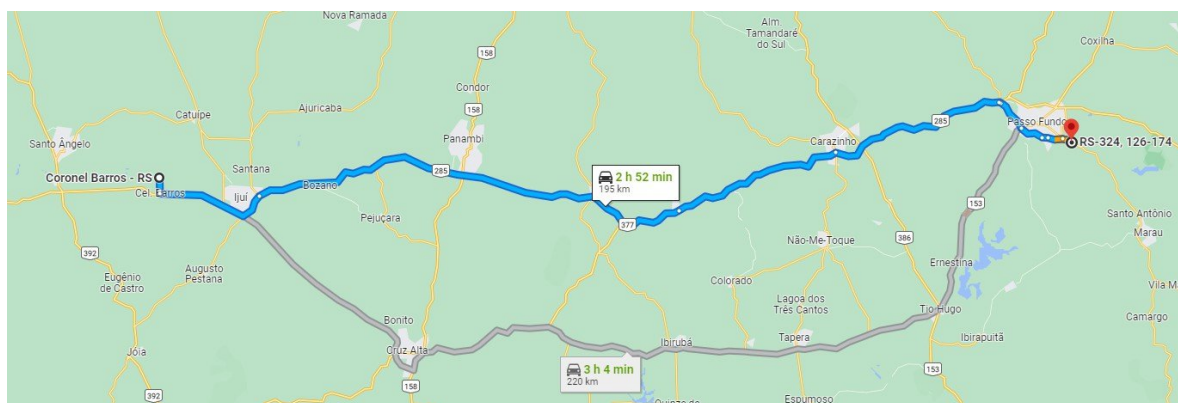 Nova Ramada
Alm.
Tamandaré
do Sul
Coxilha
158
Condor
Catuípe
Ajuricaba
158
285
Passo Fundo
Santo Ângelo
Panambi
Carazinho
RS-324, 126-174
Santana
285
Coronel Barros - RS
Bozano
2 h 52 min
195 km
Cel. Barros
Ijuí
153
Pejuçara
377
Santo Antônio
Não-Me-Toque
386
Marau
392
Augusto
Pestana
Ernestina
Eugênio
de Castro
Colorado
Lagoa dos
Três Cantos
Vila M
Bonito
Tio Hugo
Camargo
Ibirapuitã
Tapera
Jóia
Cruz Alta
Ibirubá
3 h 4 min
220 km
153
158
392
Espumoso